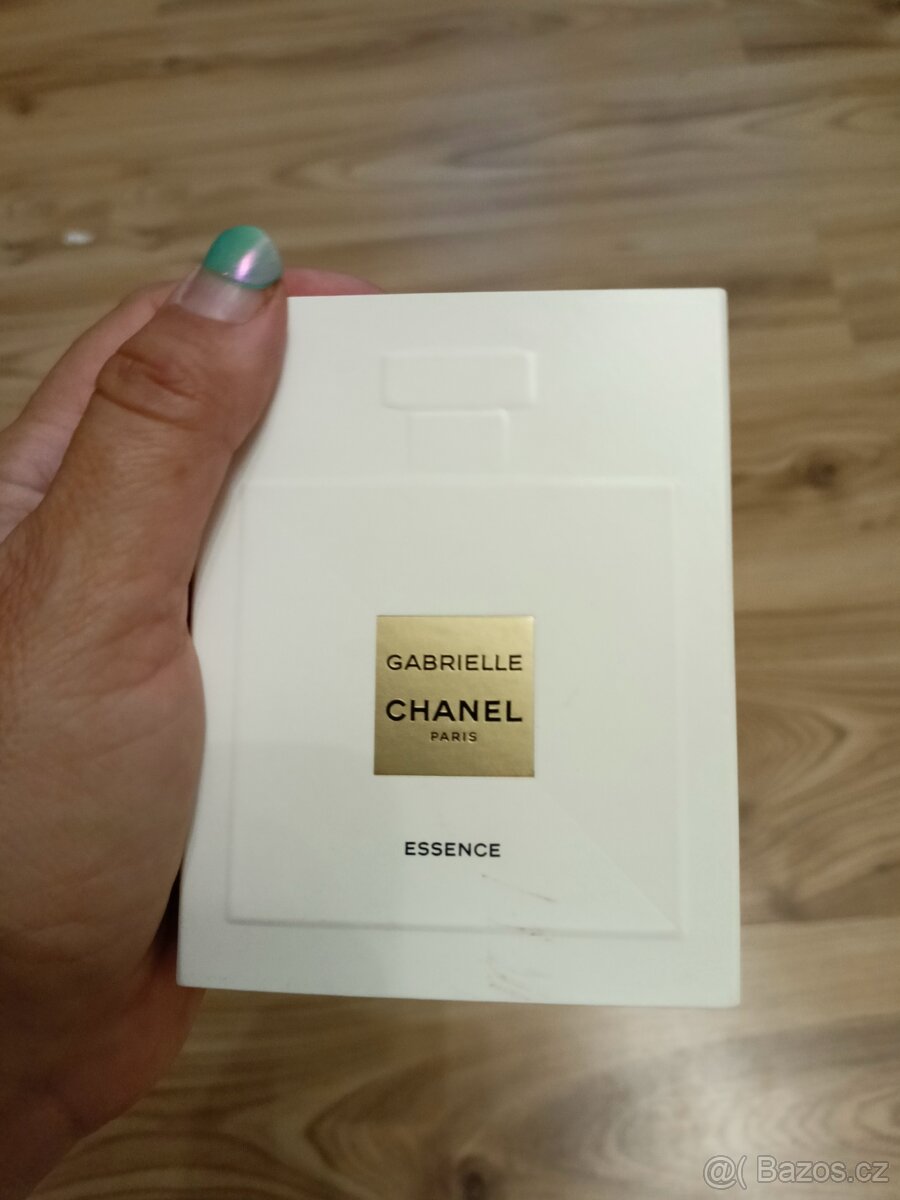 GABRIELLE
CHANEL
PARIS
ESSENCE
@( Bazos.cz